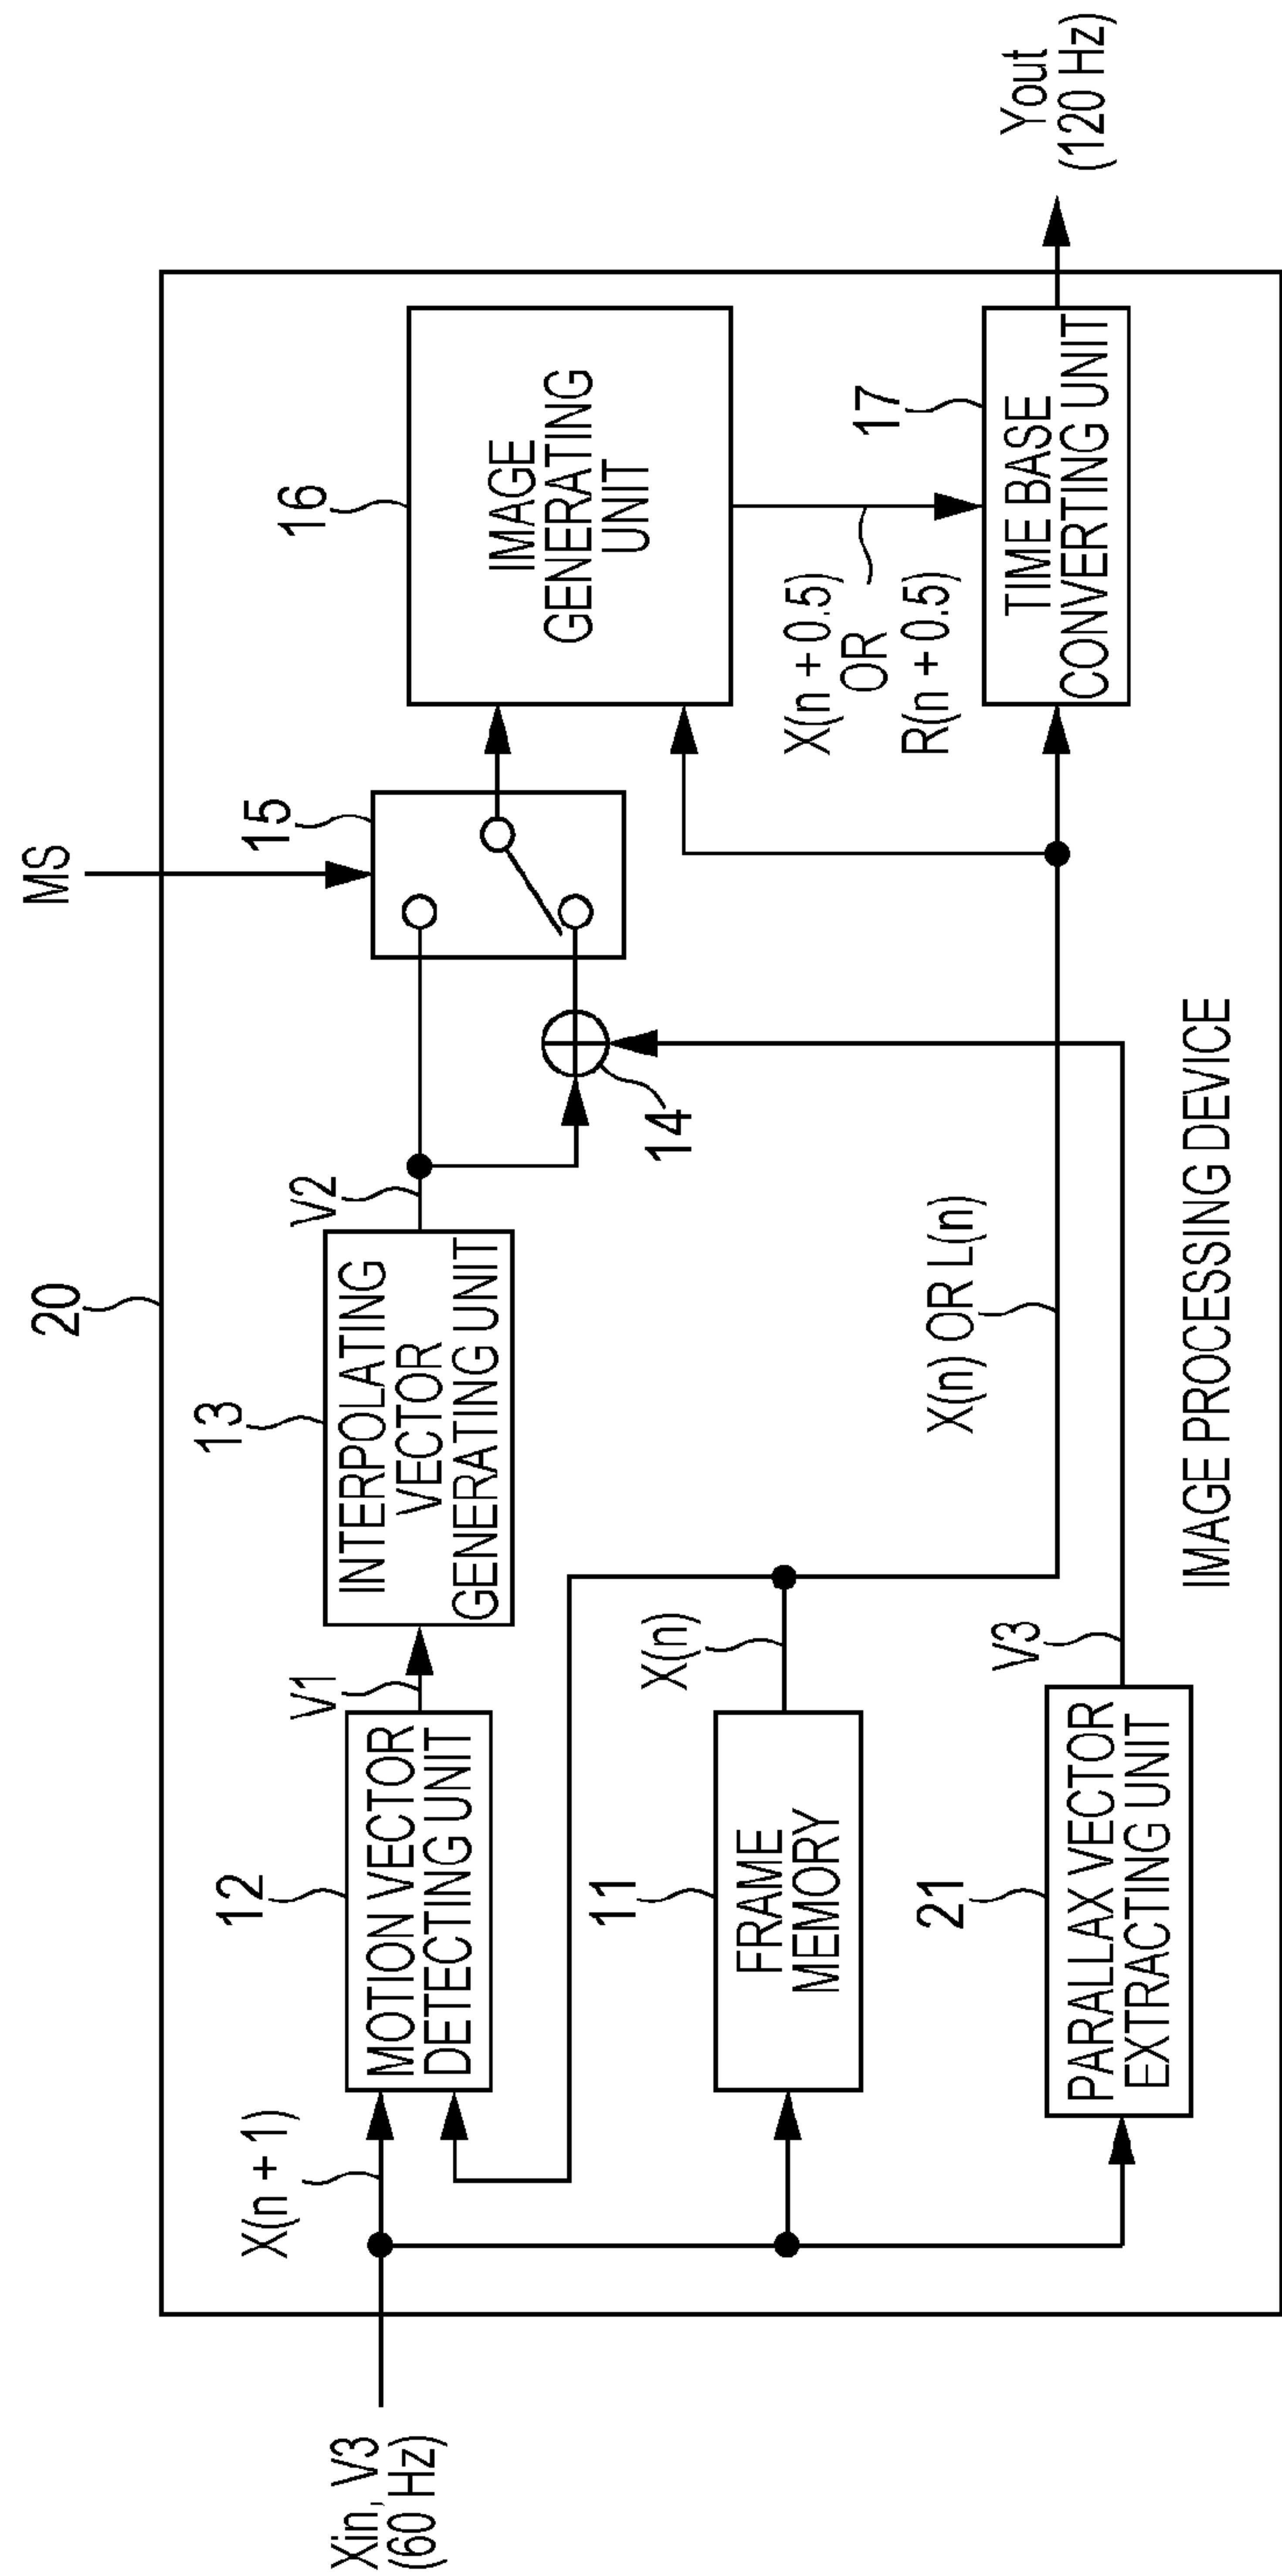 MS
20
Xin, V3
(60 Hz)
X(n + 1)
12
MOTION VECTOR
DETECTING UNIT
V1
13
INTERPOLATING
VECTOR
GENERATING UNIT
V2
14
15
16
IMAGE
GENERATING
UNIT
11
FRAME
MEMORY
X(n)
X(n) OR L(n)
X(n + 0.5)
OR
R(n + 0.5)
17
TIME BASE
CONVERTING UNIT
Yout
(120 Hz)
21
PARALLAX VECTOR
EXTRACTING UNIT
V3
IMAGE PROCESSING DEVICE